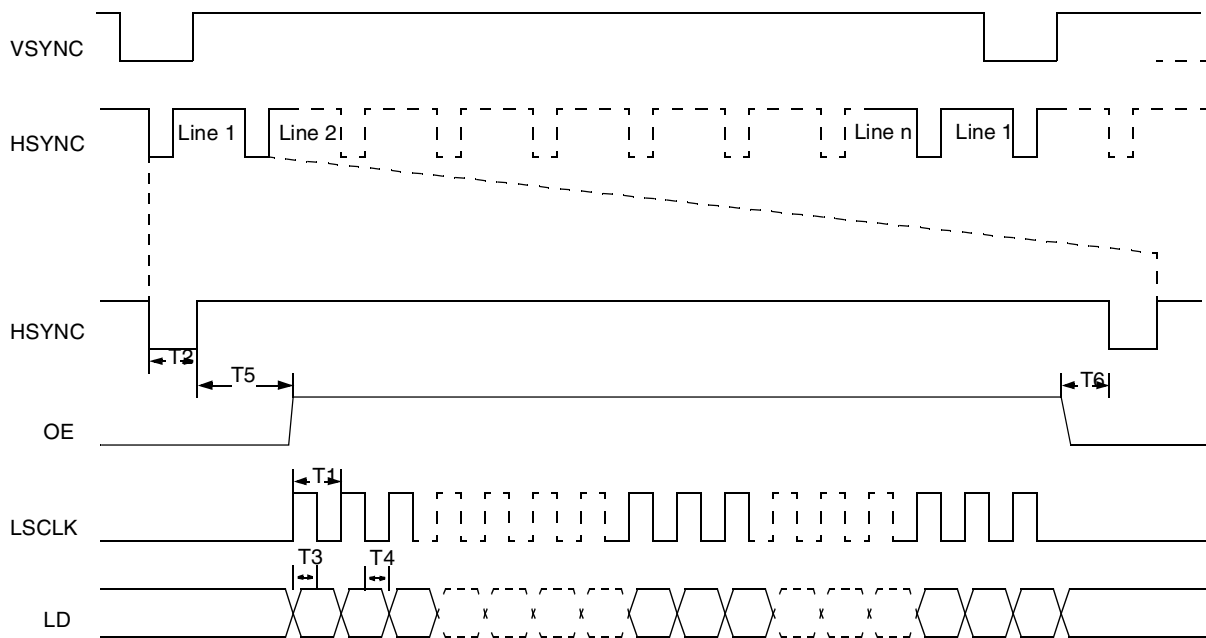 VSYNC
HSYNC
Line 1
Line 2
Line n
Line 1
HSYNC
T2
T5
T6
OE
T1
LSCLK
T3
T4
LD